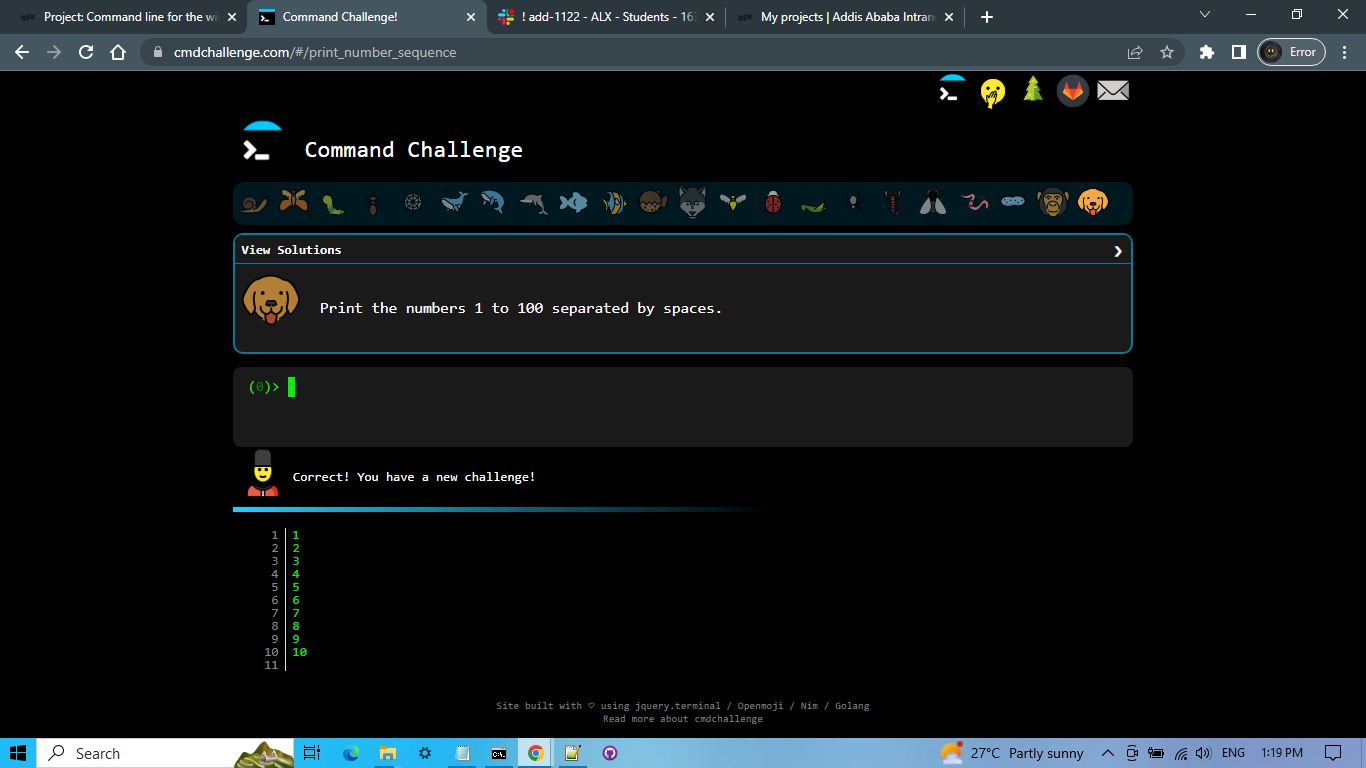 Project: Command line for the wi
Command Challenge!
! add-1122 - ALX - Students - 163
My projects | Addis Ababa Intran
cmdchallenge.com/#/print_number_sequence
Error
Command Challenge
View Solutions
Print the numbers 1 to 100 separated by spaces.
(0)>
Correct! You have a new challenge!
1 1
2 2
3 3
4 4
5 5
6 6
7 7
8 8
9 9
10 10
11
Site built with ♡ using jquery.terminal / Openmoji / Nim / Golang
Read more about cmdchallenge
Search
27°C Partly sunny
ENG
1:19 PM